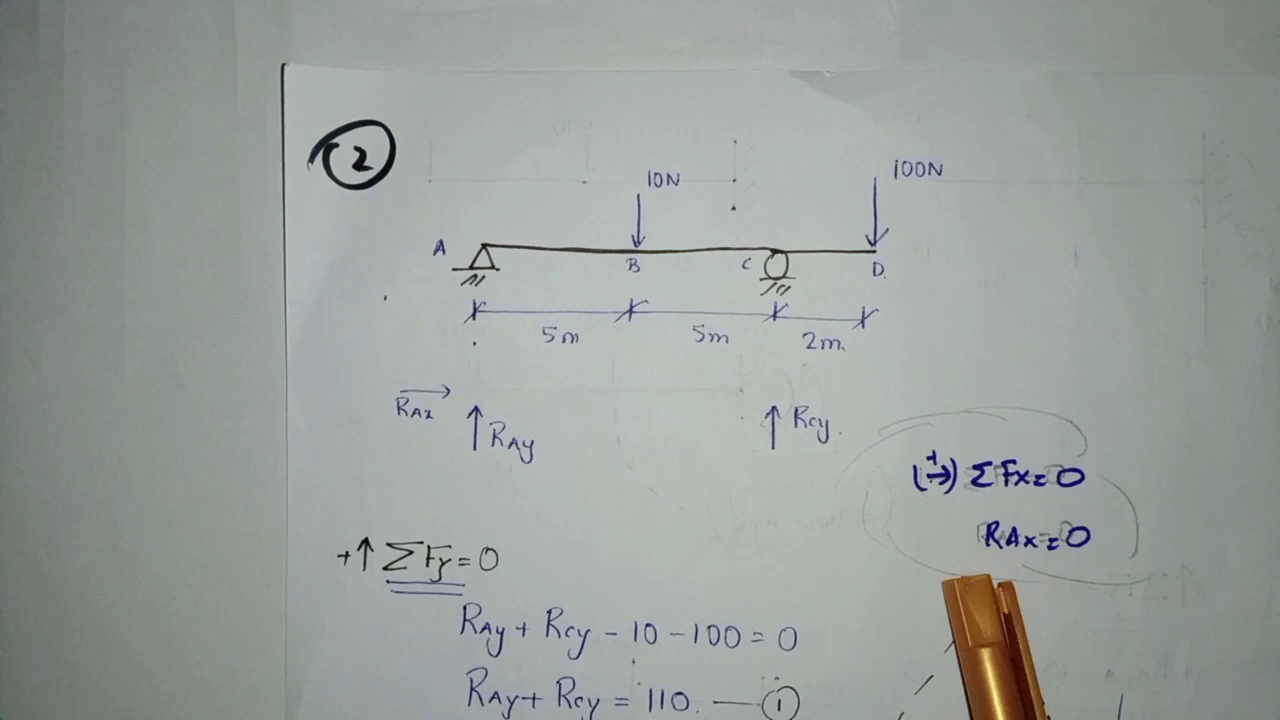 2
10N
100N
A
B
C
D.
5m
5m
2m.
RAx
RAy
Rcy.
(+→) ΣFx=0
RAx=0
+↑ ΣFy=0
RAy + Rcy - 10 - 100 = 0
RAy + Rcy = 110. — 1